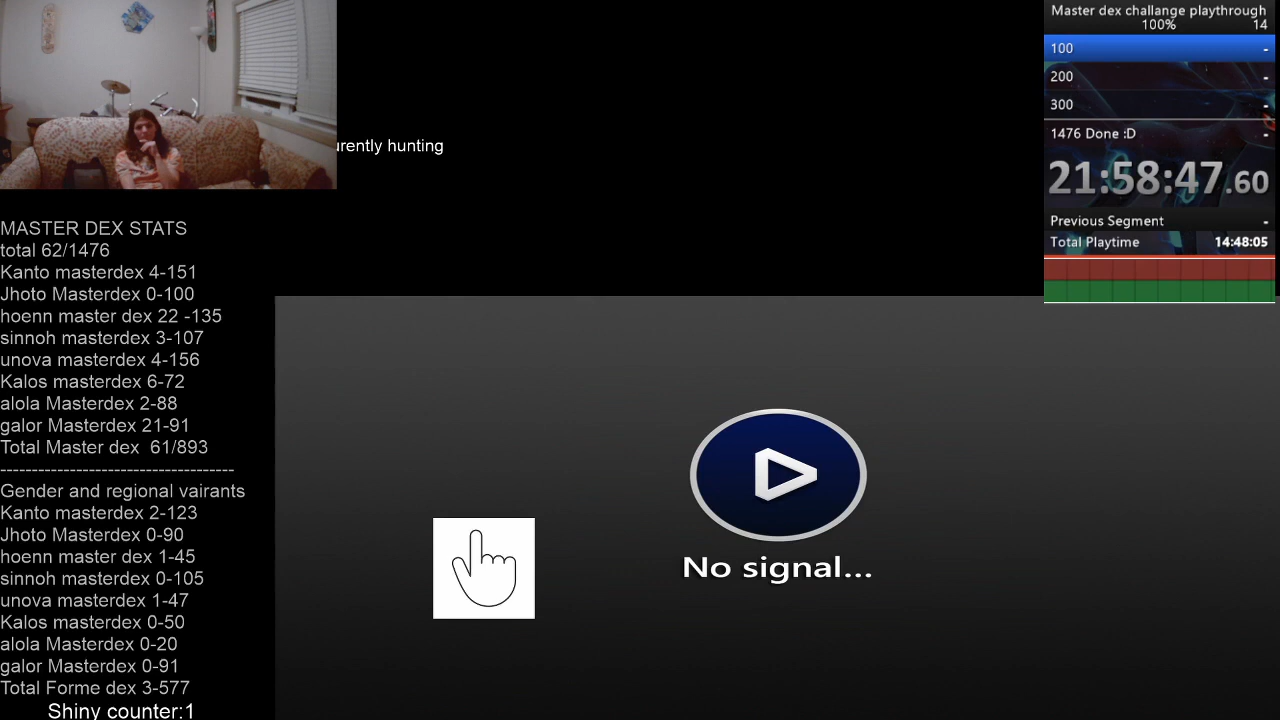 Master dex challange playthrough
100%
14
100 -
200 -
300 -
1476 Done :D -
21:58:47.60
Previous Segment -
Total Playtime 14:48:05
urently hunting
MASTER DEX STATS
total 62/1476
Kanto masterdex 4-151
Jhoto Masterdex 0-100
hoenn master dex 22 -135
sinnoh masterdex 3-107
unova masterdex 4-156
Kalos masterdex 6-72
alola Masterdex 2-88
galor Masterdex 21-91
Total Master dex 61/893
------------------------------------
Gender and regional vairants
Kanto masterdex 2-123
Jhoto Masterdex 0-90
hoenn master dex 1-45
sinnoh masterdex 0-105
unova masterdex 1-47
Kalos masterdex 0-50
alola Masterdex 0-20
galor Masterdex 0-91
Total Forme dex 3-577
Shiny counter:1
No signal...